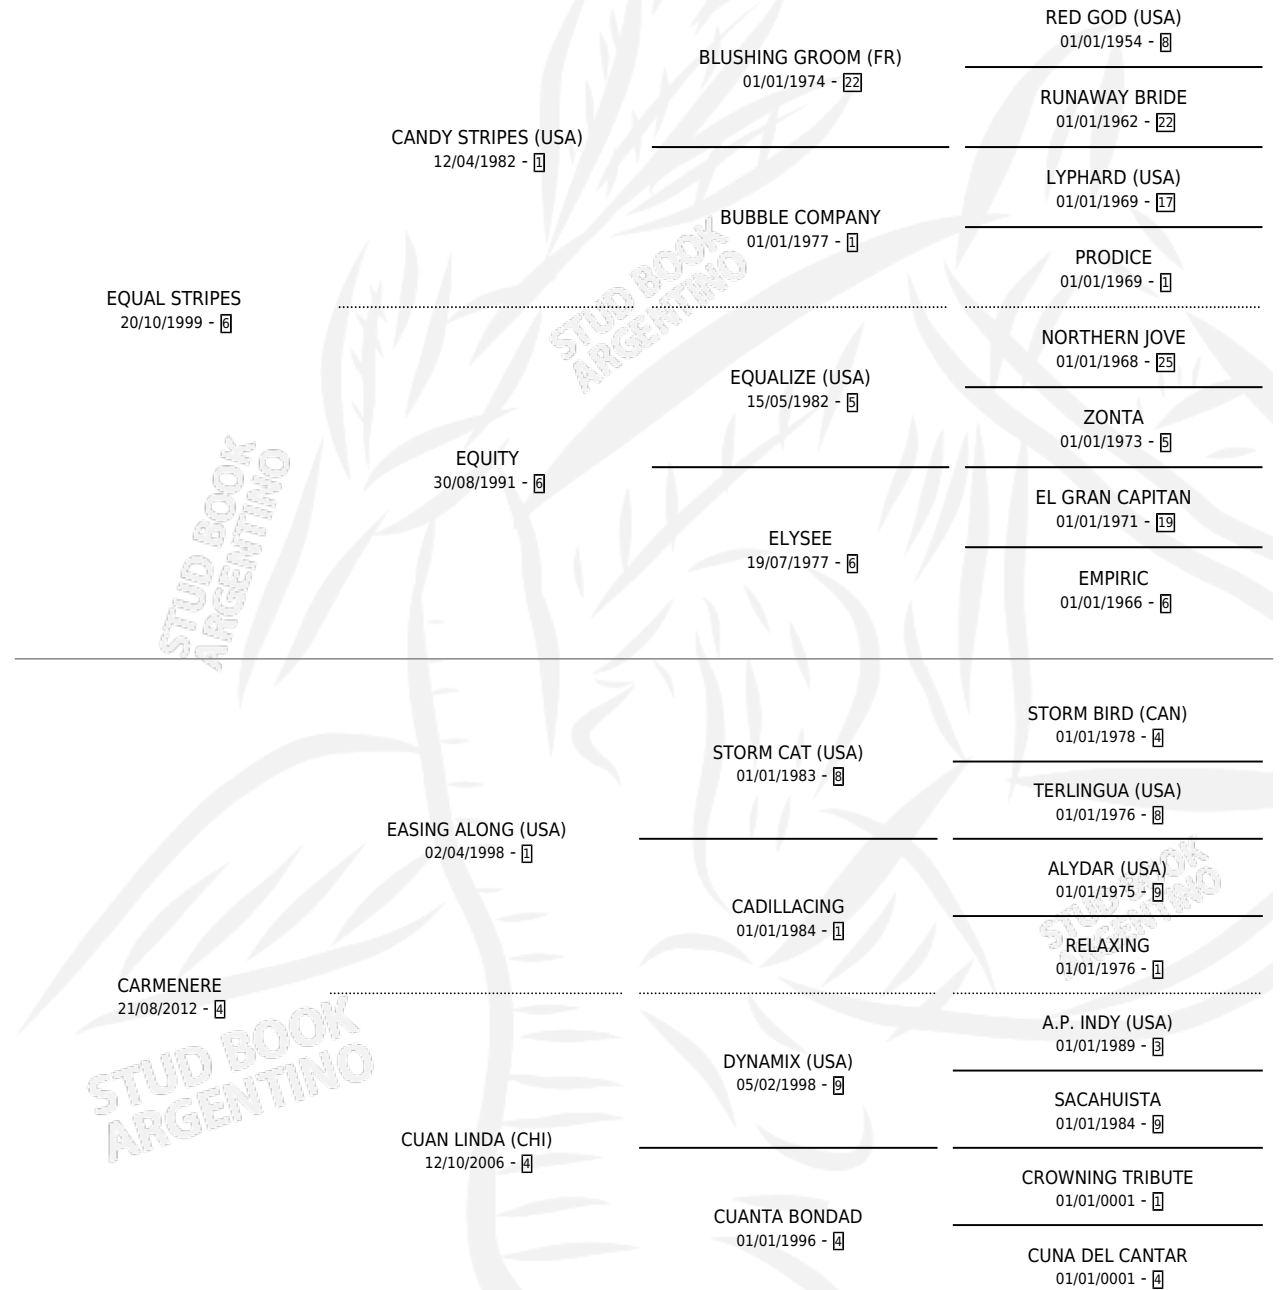 RED GOD (USA)
01/01/1954 - 8
BLUSHING GROOM (FR)
01/01/1974 - 22
RUNAWAY BRIDE
01/01/1962 - 22
CANDY STRIPES (USA)
12/04/1982 - 1
LYPHARD (USA)
01/01/1969 - 17
BUBBLE COMPANY
01/01/1977 - 1
PRODICE
01/01/1969 - 1
EQUAL STRIPES
20/10/1999 - 6
STUD BOOK
ARGENTINO
NORTHERN JOVE
01/01/1968 - 25
EQUALIZE (USA)
15/05/1982 - 5
ZONTA
01/01/1973 - 5
EQUITY
30/08/1991 - 6
EL GRAN CAPITAN
01/01/1971 - 19
ELYSEE
19/07/1977 - 6
EMPIRIC
01/01/1966 - 6
STUD BOOK
ARGENTINO
STORM BIRD (CAN)
01/01/1978 - 4
STORM CAT (USA)
01/01/1983 - 8
TERLINGUA (USA)
01/01/1976 - 8
EASING ALONG (USA)
02/04/1998 - 1
ALYDAR (USA)
01/01/1975 - 9
CADILLACING
01/01/1984 - 1
RELAXING
01/01/1976 - 1
STUD BOOK
ARGENTINO
CARMENERE
21/08/2012 - 4
STUD BOOK
ARGENTINO
A.P. INDY (USA)
01/01/1989 - 3
DYNAMIX (USA)
05/02/1998 - 9
SACAHUISTA
01/01/1984 - 9
CUAN LINDA (CHI)
12/10/2006 - 4
CROWNING TRIBUTE
01/01/0001 - 1
CUANTA BONDAD
01/01/1996 - 4
CUNA DEL CANTAR
01/01/0001 - 4